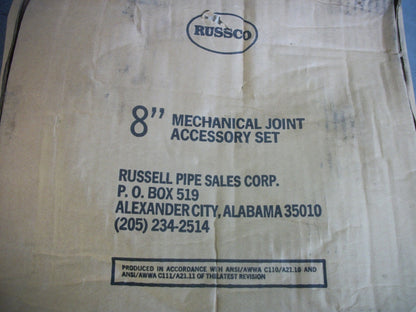 RUSSCO
8” MECHANICAL JOINT
ACCESSORY SET
RUSSELL PIPE SALES CORP.
P. O. BOX 519
ALEXANDER CITY, ALABAMA 35010
(205) 234-2514
PRODUCED IN ACCORDANCE WITH ANSI/AWWA C110/A21.10 AND
ANSI/AWWA C111/A21.11 OF THE LATEST REVISION